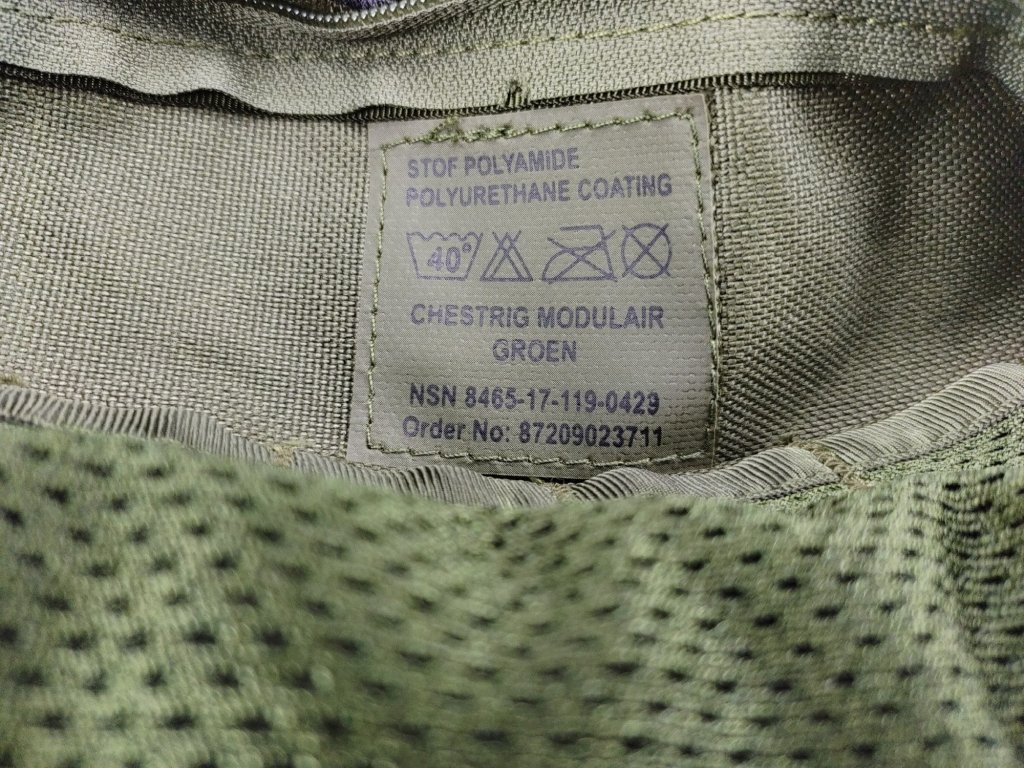 STOF POLYAMIDE
POLYURETHANE COATING
40°
CHESTRIG MODULAIR
GROEN
NSN 8465-17-119-0429
Order No: 87209023711